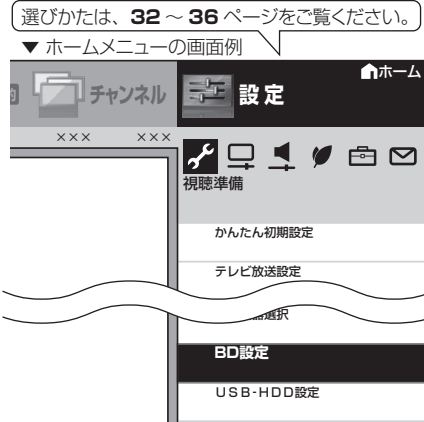 選びかたは、32～36ページをご覧ください。
▼ ホームメニューの画面例
チャンネル
設定
ホーム
××× ×××
視聴準備
かんたん初期設定
テレビ放送設定
選択
BD設定
USB-HDD設定